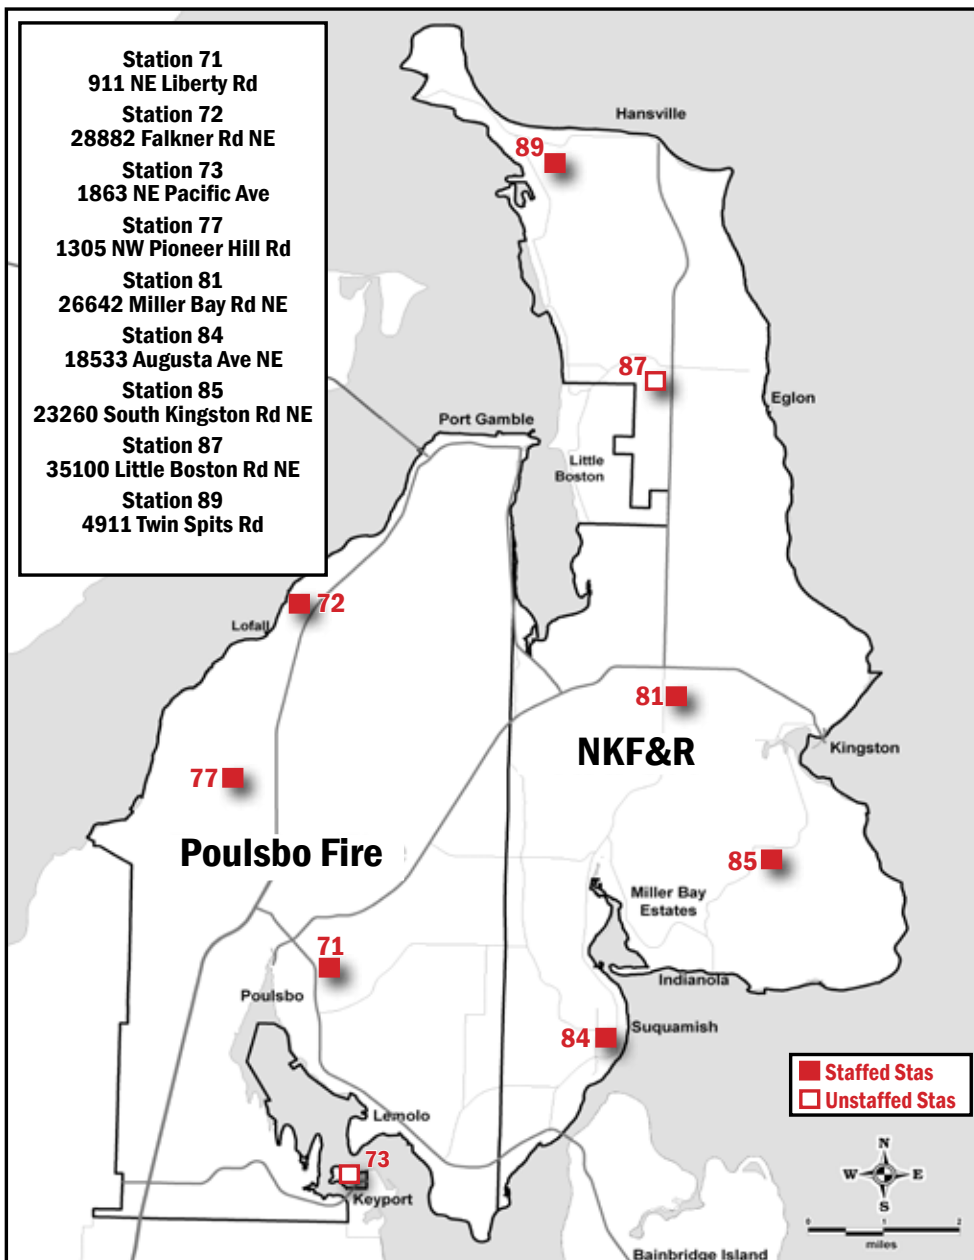 Station 71
911 NE Liberty Rd
Station 72
28882 Falkner Rd NE
Station 73
1863 NE Pacific Ave
Station 77
1305 NW Pioneer Hill Rd
Station 81
26642 Miller Bay Rd NE
Station 84
18533 Augusta Ave NE
Station 85
23260 South Kingston Rd NE
Station 87
35100 Little Boston Rd NE
Station 89
4911 Twin Spits Rd
Hansville
89
87
Eglon
Port Gamble
Little
Boston
72
Lofall
81
NKF&R
Kingston
77
Poulsbo Fire
85
Miller Bay
Estates
71
Indianola
Poulsbo
84
Suquamish
Staffed Stas
Unstaffed Stas
Lemolo
73
Keyport
N
W
E
S
0
1
2
miles
Bainbridge Island